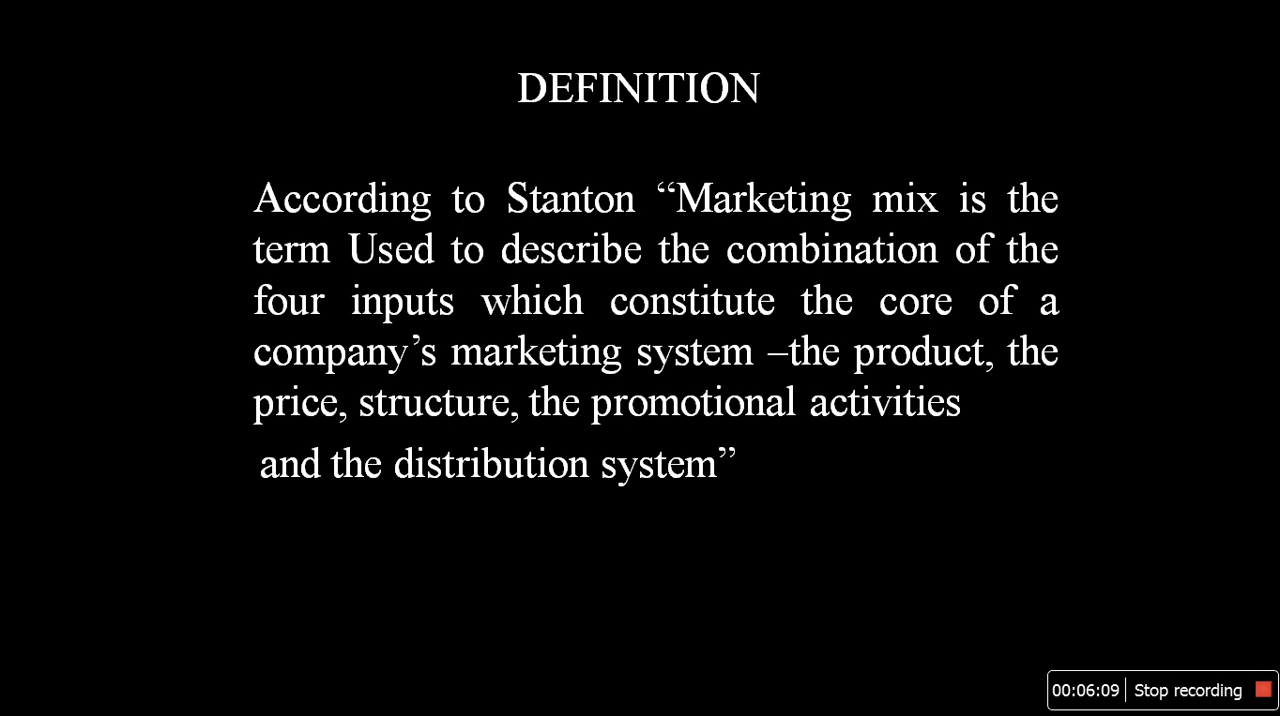 DEFINITION
According to Stanton “Marketing mix is the
term Used to describe the combination of the
four inputs which constitute the core of a
company’s marketing system –the product, the
price, structure, the promotional activities
and the distribution system”
00:06:09 Stop recording